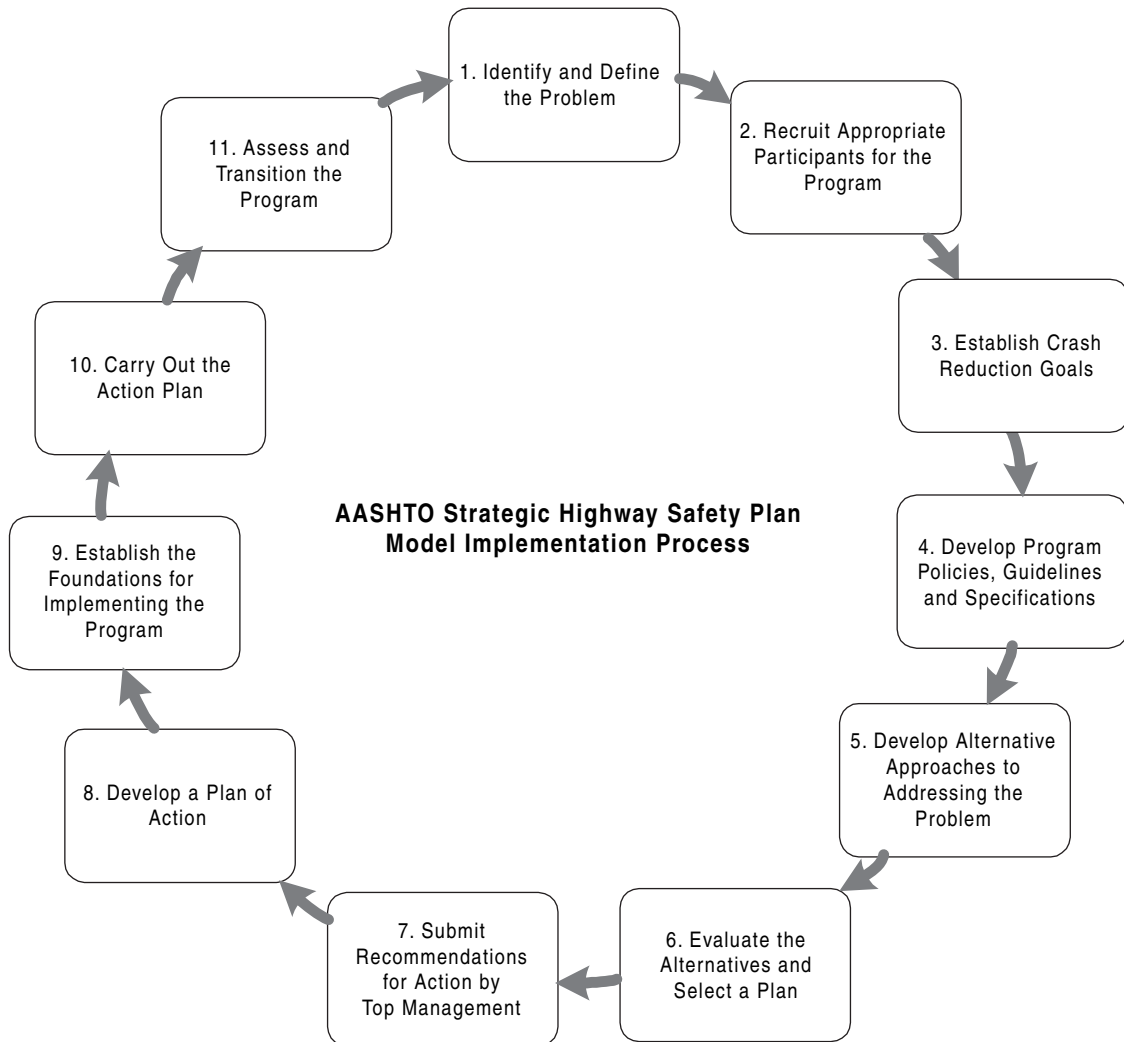 1. Identify and Define
the Problem
2. Recruit Appropriate
Participants for the
Program
3. Establish Crash
Reduction Goals
4. Develop Program
Policies, Guidelines
and Specifications
5. Develop Alternative
Approaches to
Addressing the
Problem
6. Evaluate the
Alternatives and
Select a Plan
7. Submit
Recommendations
for Action by
Top Management
8. Develop a Plan of
Action
9. Establish the
Foundations for
Implementing the
Program
10. Carry Out the
Action Plan
11. Assess and
Transition the
Program
AASHTO Strategic Highway Safety Plan
Model Implementation Process